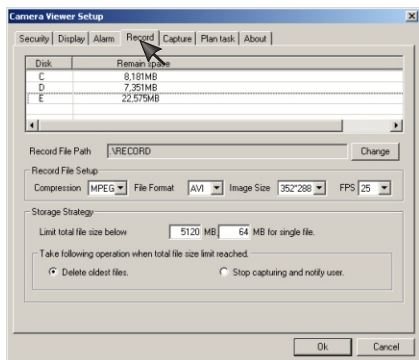 Camera Viewer Setup
Security Display Alarm Record Capture Plan task About
Disk Remain space
C 8,181MB
D 7,351MB
E 22,575MB
Record File Path .\RECORD Change
Record File Setup
Compression MPEG File Format AVI Image Size 352*288 FPS 25
Storage Strategy
Limit total file size below 5120 MB, 64 MB for single file.
Take following operation when total file size limit reached.
Delete oldest files. Stop capturing and notify user.
Ok Cancel